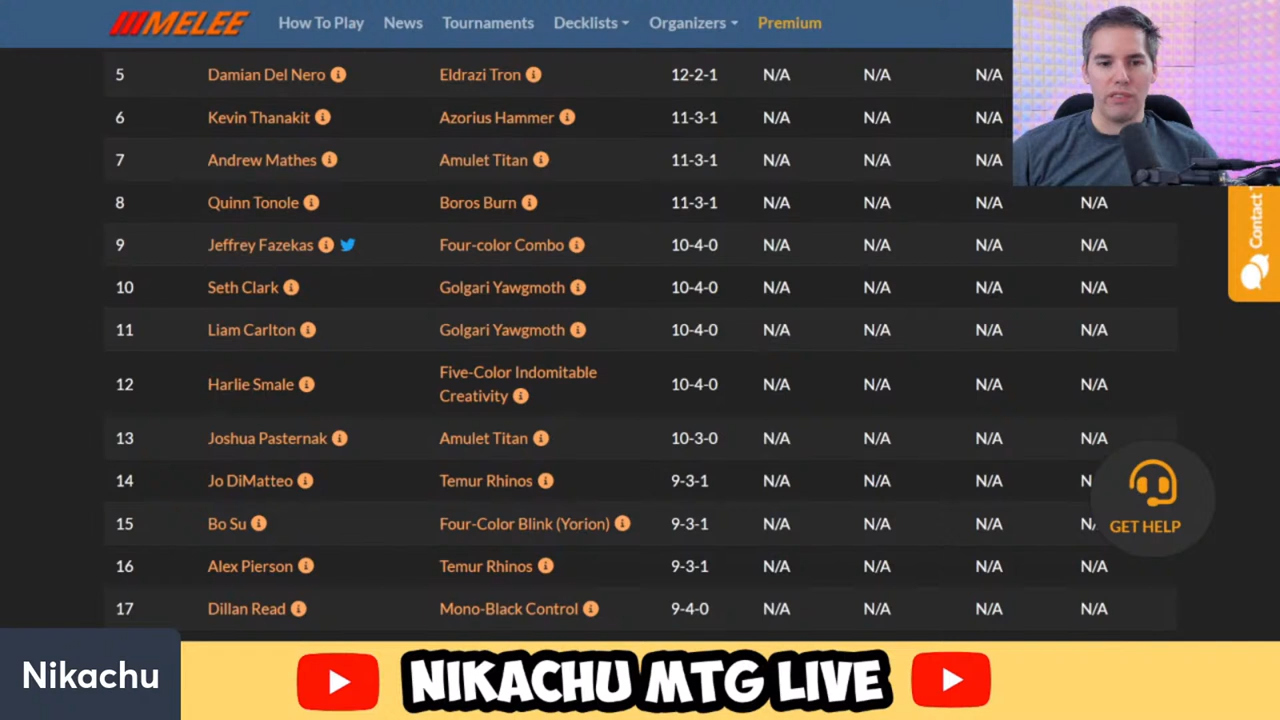 MELEE How To Play News Tournaments Decklists Organizers Premium
5 Damian Del Nero Eldrazi Tron 12-2-1 N/A N/A N/A
6 Kevin Thanakit Azorius Hammer 11-3-1 N/A N/A N/A
7 Andrew Mathes Amulet Titan 11-3-1 N/A N/A N/A
8 Quinn Tonole Boros Burn 11-3-1 N/A N/A N/A N/A
Contact
9 Jeffrey Fazekas Four-color Combo 10-4-0 N/A N/A N/A N/A
10 Seth Clark Golgari Yawgmoth 10-4-0 N/A N/A N/A N/A
11 Liam Carlton Golgari Yawgmoth 10-4-0 N/A N/A N/A N/A
12 Harlie Smale Five-Color Indomitable
Creativity 10-4-0 N/A N/A N/A N/A
13 Joshua Pasternak Amulet Titan 10-3-0 N/A N/A N/A N/A
14 Jo DiMatteo Temur Rhinos 9-3-1 N/A N/A N/A N
15 Bo Su Four-Color Blink (Yorion) 9-3-1 N/A N/A N/A N/
GET HELP
16 Alex Pierson Temur Rhinos 9-3-1 N/A N/A N/A N/A
17 Dillan Read Mono-Black Control 9-4-0 N/A N/A N/A N/A
Nikachu
NIKACHU MTG LIVE